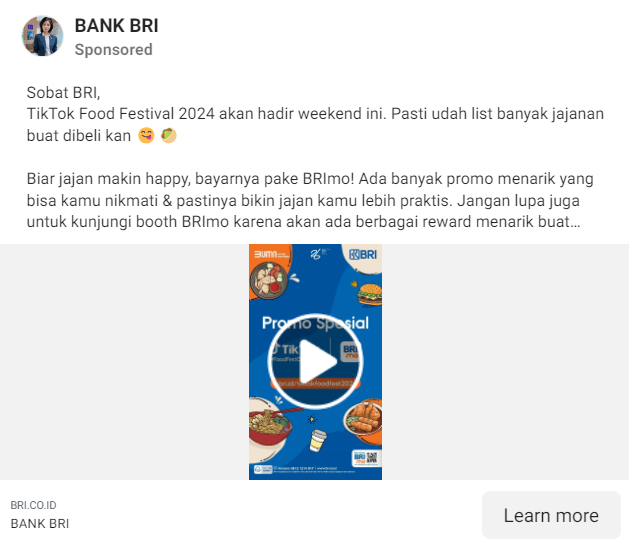 BANK BRI
Sponsored
Sobat BRI,
TikTok Food Festival 2024 akan hadir weekend ini. Pasti udah list banyak jajanan
buat dibeli kan 😋 🥙
Biar jajan makin happy, bayarnya pake BRImo! Ada banyak promo menarik yang
bisa kamu nikmati & pastinya bikin jajan kamu lebih praktis. Jangan lupa juga
untuk kunjungi booth BRImo karena akan ada berbagai reward menarik buat...
BUMN
BRI
Promo Spesial
Tik
BRI
mo
BRI
mo
BRI.CO.ID
BANK BRI
Learn more